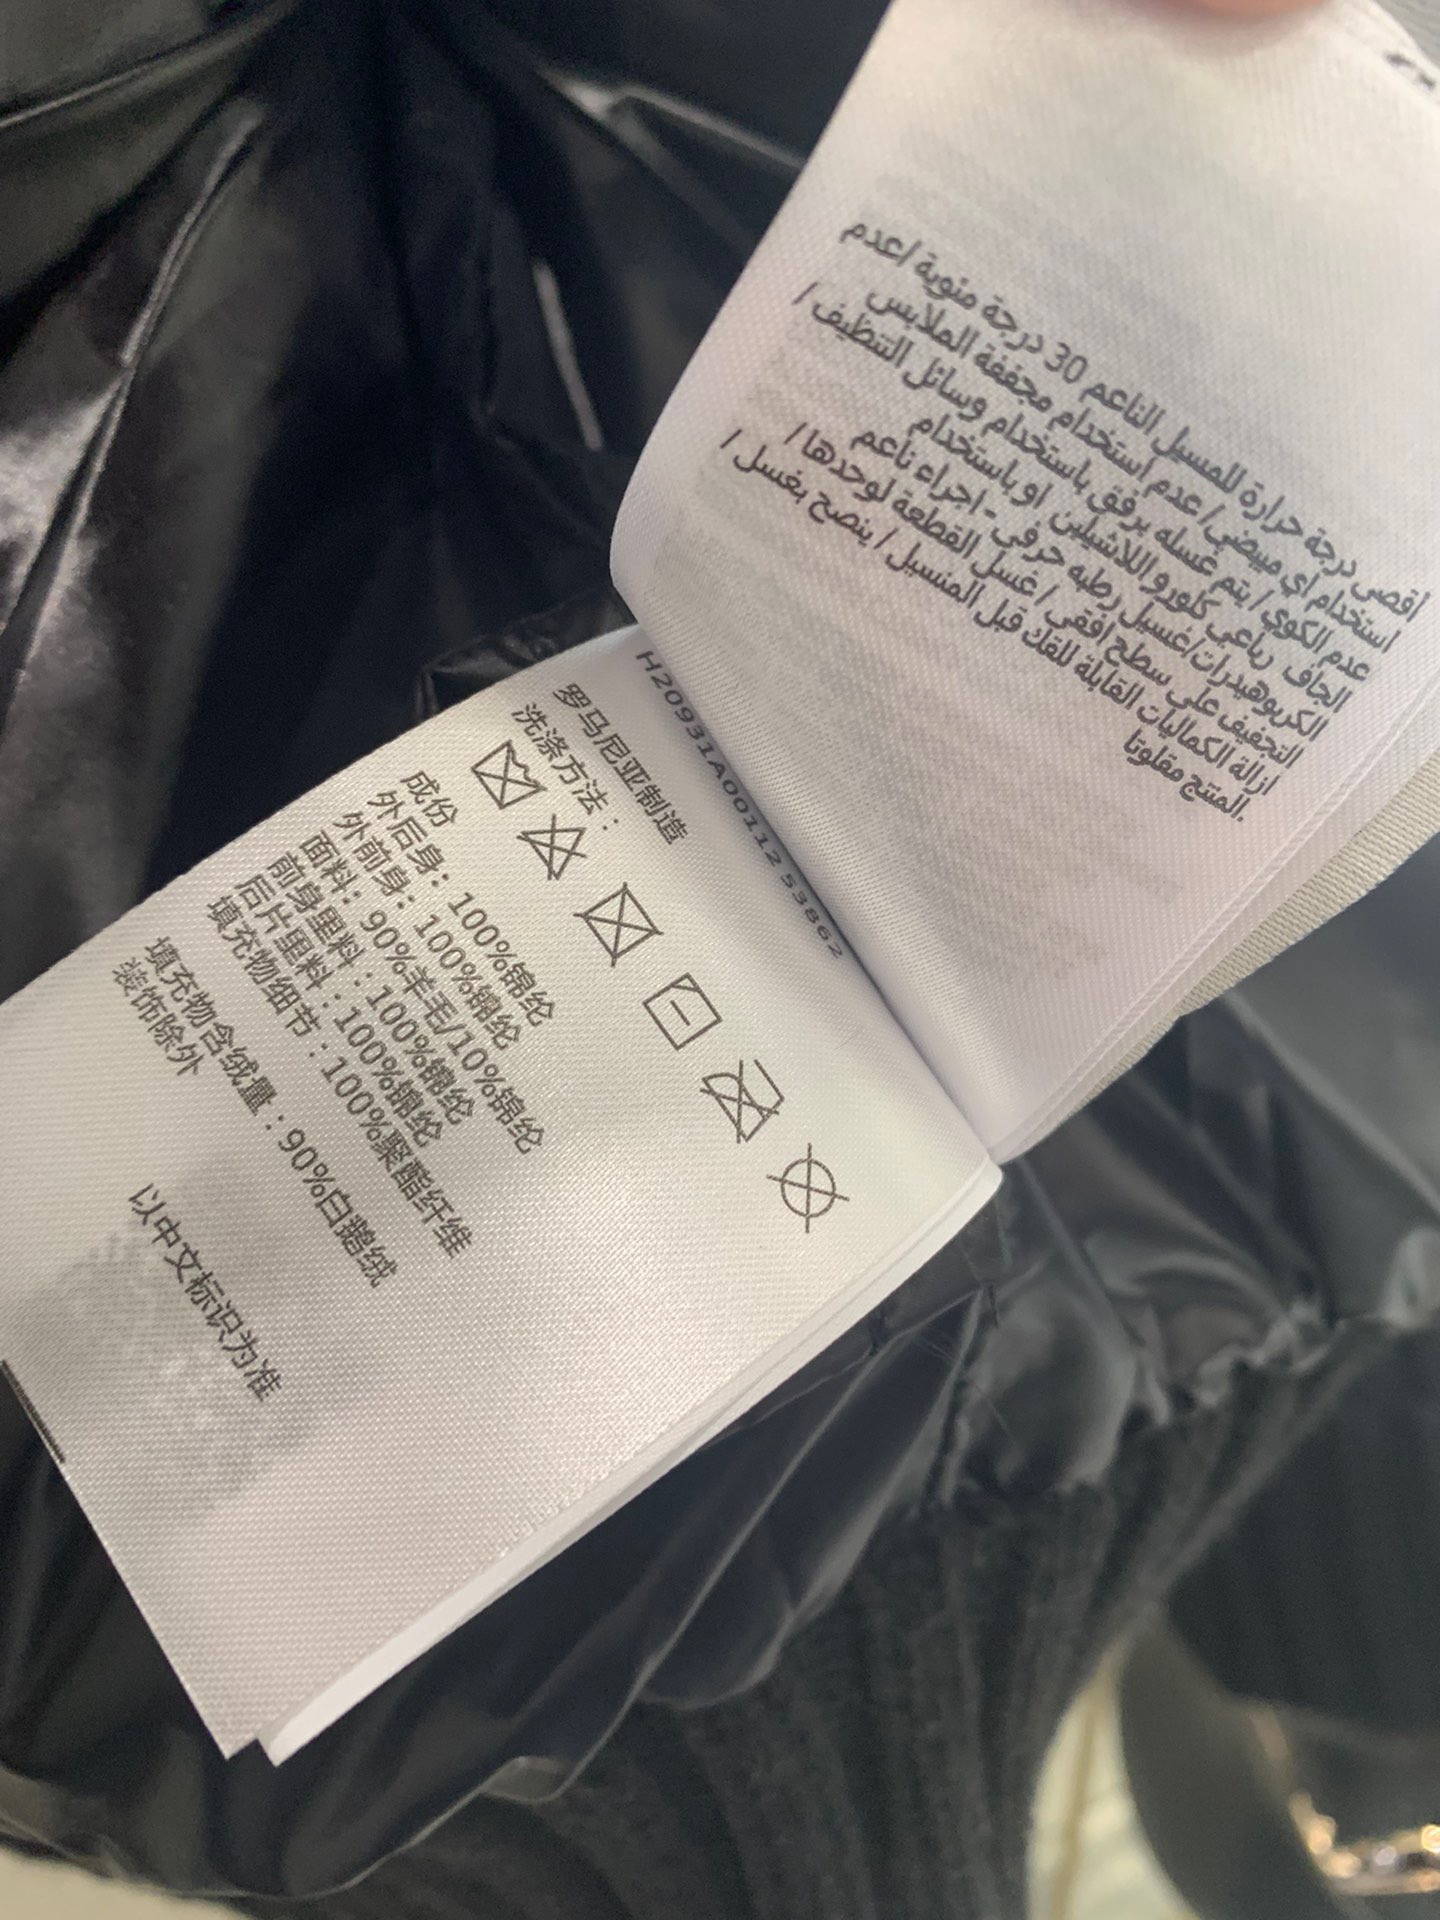 أقصى درجة حرارة للمسيل الناعم 30 درجة مئوية /عدم
استخدام أي مبيض/ عدم استخدام مجففة الملابس
عدم الكوي / يتم غسله برفق باستخدام وسائل التنظيف /
الجاف رباعي كلورو اللاشيلين او باستخدام
الكربوهيدرات/غسيل رطبه حرفي - إجراء ناعم
التجفيف على سطح افقي / غسل القطعة لوحدها /
ازالة الكماليات القابلة للفك قبل المنسيل / ينصح بغسل /
المنتج مقلوبا.
H20931A00112 53862
罗马尼亚制造
洗涤方法：
成份
外后身：100%锦纶
外前身：100%锦纶
面料：90%羊毛/10%锦纶
前身里料：100%锦纶
后片里料：100%锦纶
填充物细节：100%聚酯纤维
填充物含绒量：90%白鹅绒
装饰除外
以中文标识为准